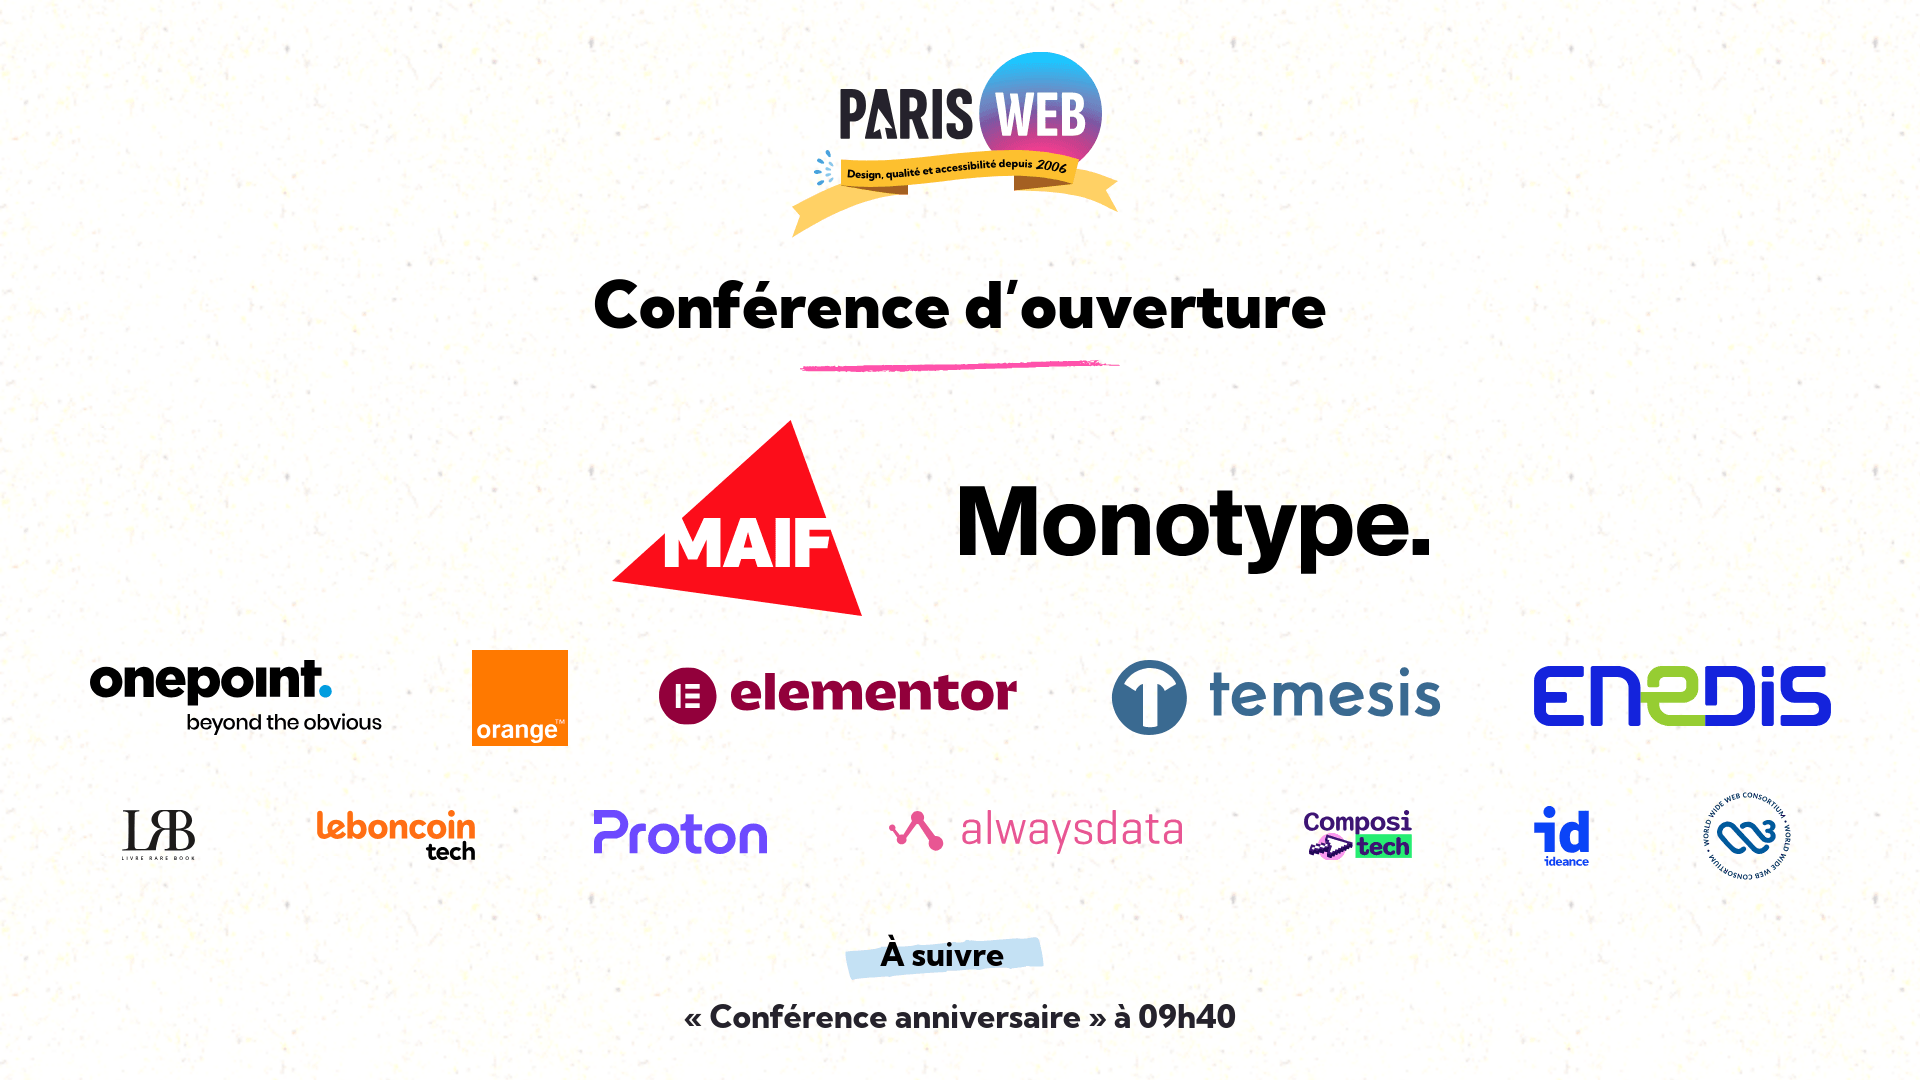 PARIS WEB
Design, qualité et accessibilité depuis 2006
Conférence d’ouverture
MAIF
Monotype.
onepoint.
beyond the obvious
orange™
elementor
temesis
ENEDIS
LRB
LIVRE RARE BOOK
leboncoin
tech
Proton
alwaysdata
Composi
tech
id
ideance
WORLD WIDE WEB CONSORTIUM • WORLD WIDE WEB CONSORTIUM •
3
À suivre
« Conférence anniversaire » à 09h40